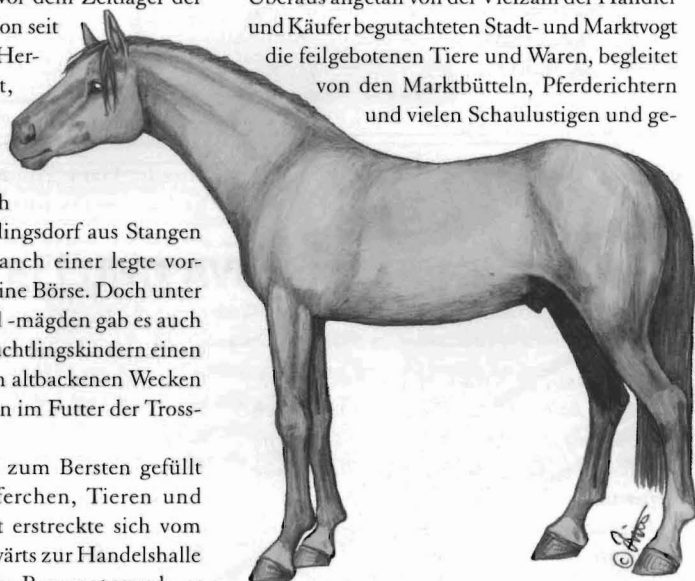 vor dem Zeltlager der
on seit
Her-
t,
h
lingsdorf aus Stangen
anch einer legte vor-
ine Börse. Doch unter
-mägden gab es auch
uchtlingskindern einen
n altbackenen Wecken
n im Futter der Tross-
zum Bersten gefüllt
ferchen, Tieren und
t erstreckte sich vom
wärts zur Handelshalle
Überaus angetan von der Vielzahl der Händler
und Käufer begutachteten Stadt- und Marktvogt
die feilgebotenen Tiere und Waren, begleitet
von den Marktbütteln, Pferderichtern
und vielen Schaulustigen und ge-
©